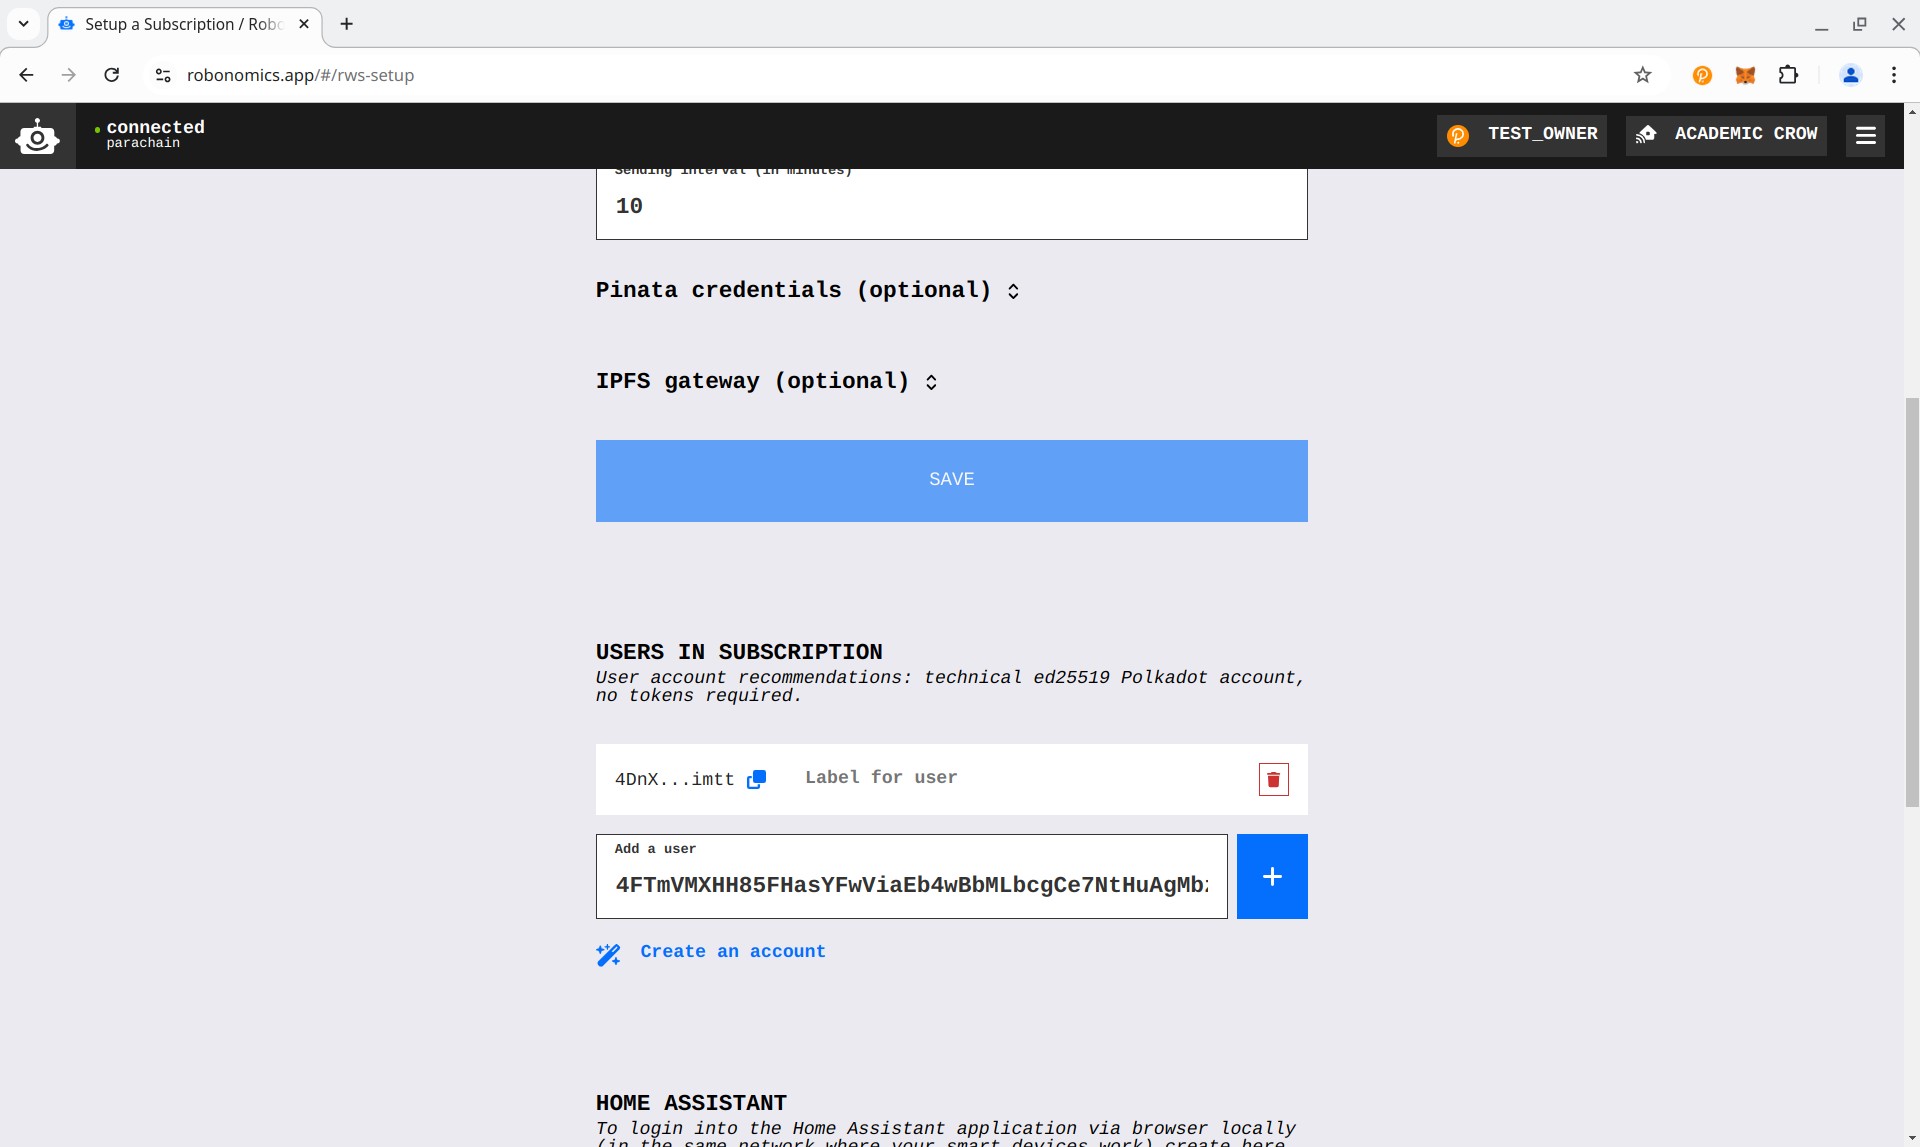 Setup a Subscription / Robo
robonomics.app/#/rws-setup
connected
parachain
TEST_OWNER
ACADEMIC CROW
Sending interval (in minutes)
10
Pinata credentials (optional)
IPFS gateway (optional)
SAVE
USERS IN SUBSCRIPTION
User account recommendations: technical ed25519 Polkadot account,
no tokens required.
4DnX...imtt
Label for user
Add a user
4FTmVMXHH85FHasYFwViaEb4wBbMLbcgCe7NtHuAgMb
+
Create an account
HOME ASSISTANT
To login into the Home Assistant application via browser locally
(in the same network where your smart devices work) create here